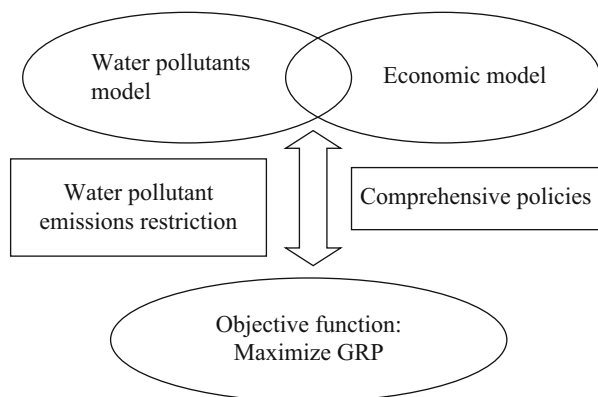 Water pollutants
model
Economic model
Water pollutant
emissions restriction
Comprehensive policies
Objective function:
Maximize GRP